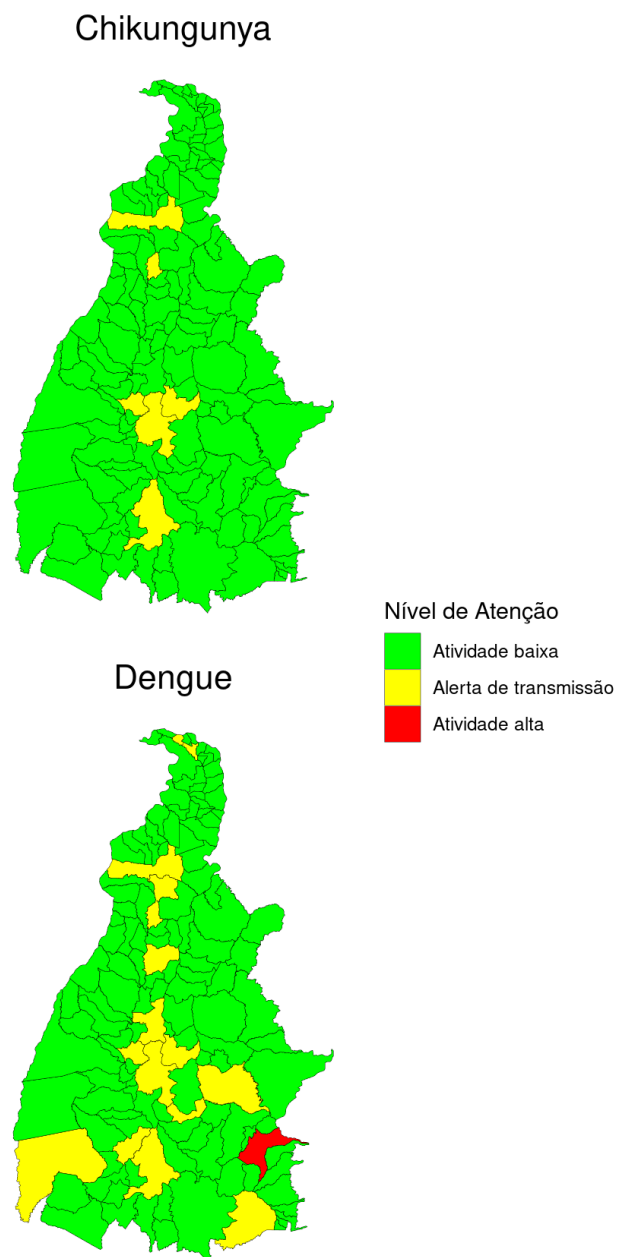 Chikungunya
Nível de Atenção
Atividade baixa
Alerta de transmissão
Atividade alta
Dengue